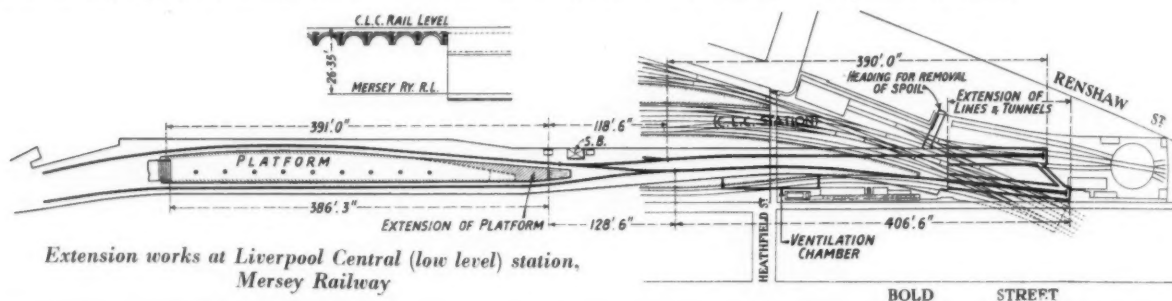 C.L.C. RAIL LEVEL
26·35'
MERSEY RY. R.L.
390'.0"
HEADING FOR REMOVAL
OF SPOIL
RENSHAW
ST.
EXTENSION OF
LINES & TUNNELS
391'.0"
118'.6"
(C.L.C. STATION)
S.B.
PLATFORM
386'.3"
EXTENSION OF PLATFORM
128'.6"
HEATHFIELD ST.
406'.6"
VENTILATION
CHAMBER
Extension works at Liverpool Central (low level) station,
Mersey Railway
BOLD STREET